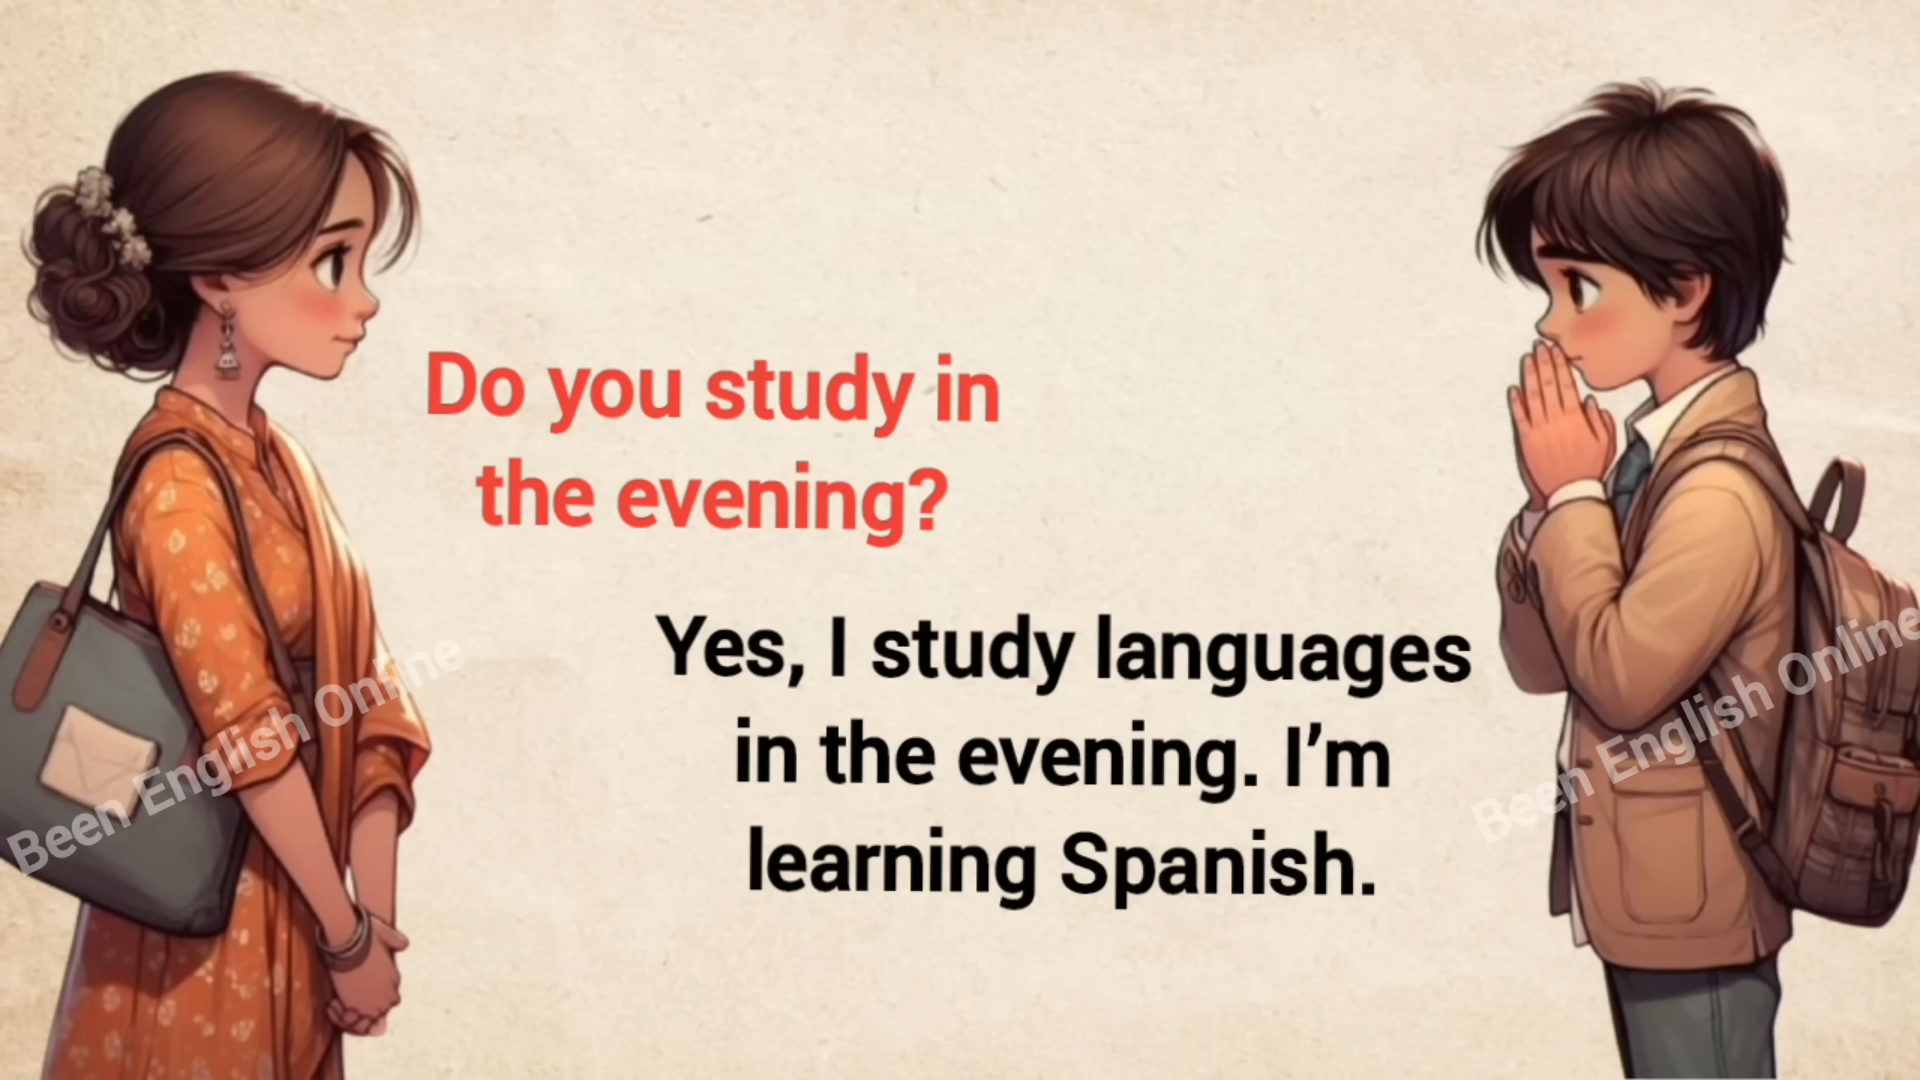 Do you study in
the evening?
Yes, I study languages
in the evening. I’m
learning Spanish.
Been English Online
Been English Online